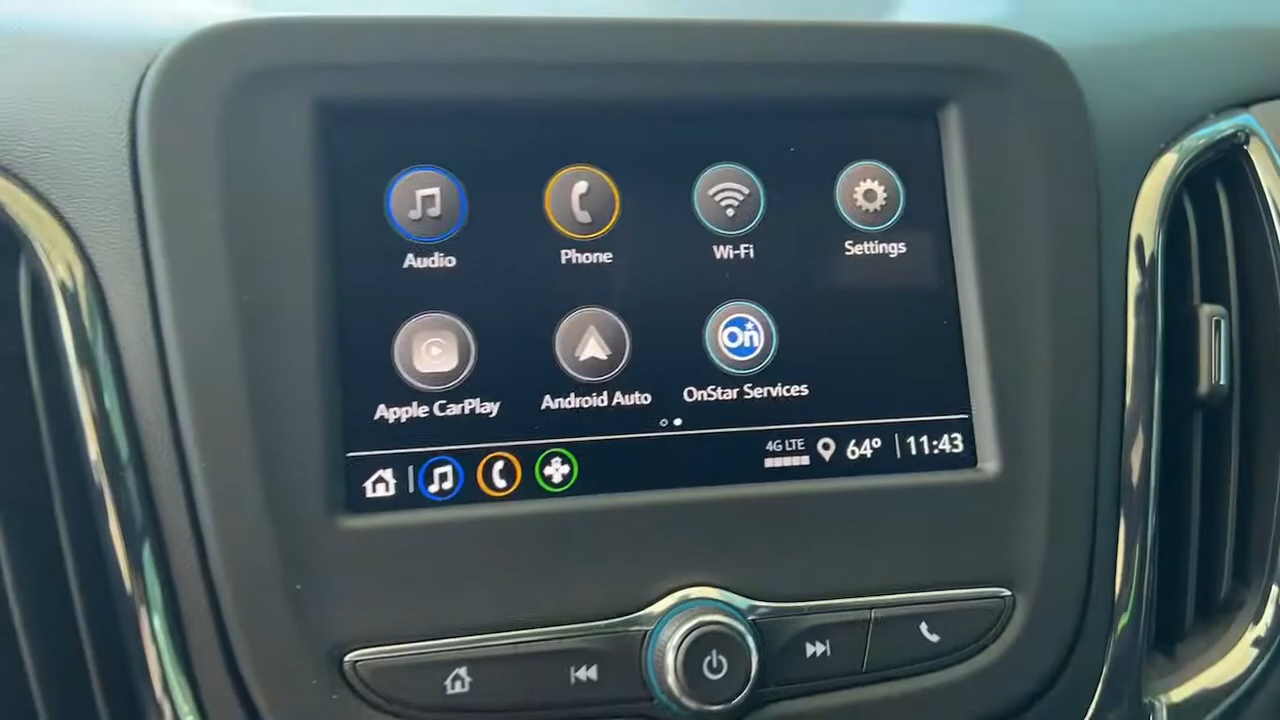 Audio
Phone
Wi-Fi
Settings
Apple CarPlay
Android Auto
On
OnStar Services
4G LTE
64°
11:43